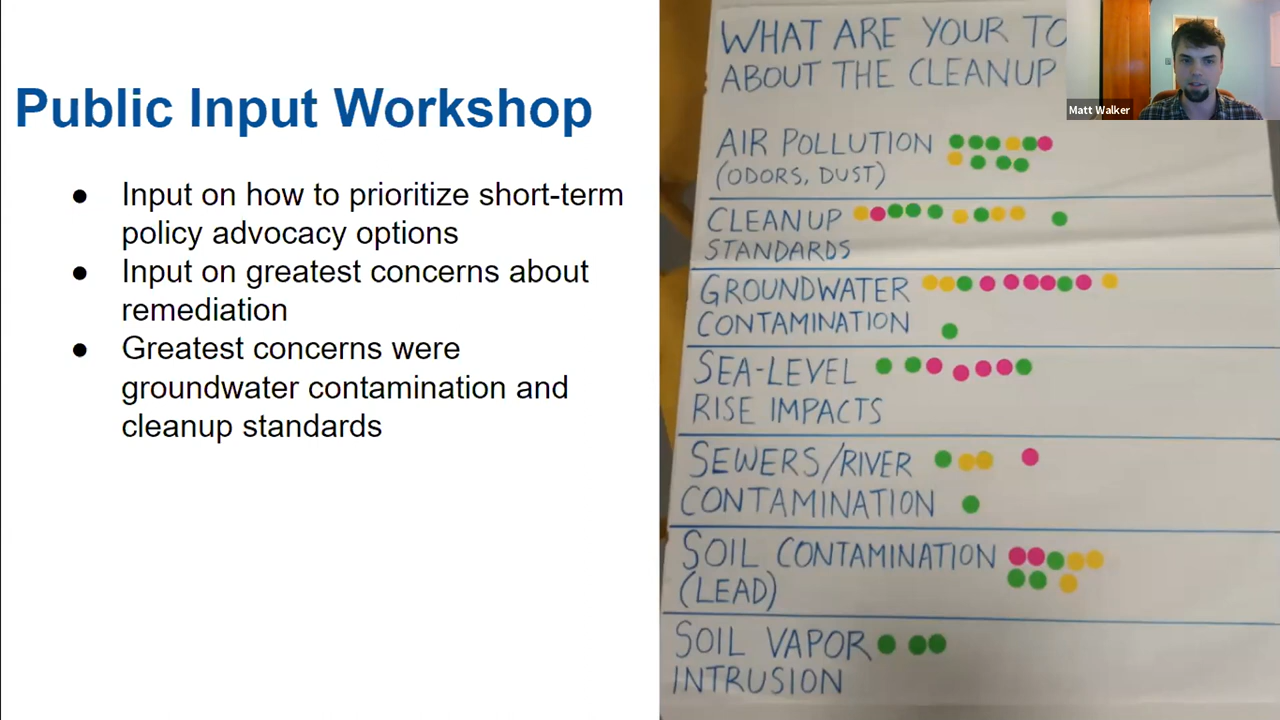 Public Input Workshop
● Input on how to prioritize short-term
policy advocacy options
● Input on greatest concerns about
remediation
● Greatest concerns were
groundwater contamination and
cleanup standards
WHAT ARE YOUR TO
ABOUT THE CLEANUP
AIR POLLUTION
(ODORS, DUST)
CLEANUP
STANDARDS
GROUNDWATER
CONTAMINATION
SEA-LEVEL
RISE IMPACTS
SEWERS/RIVER
CONTAMINATION
SOIL CONTAMINATION
(LEAD)
SOIL VAPOR
INTRUSION
Matt Walker